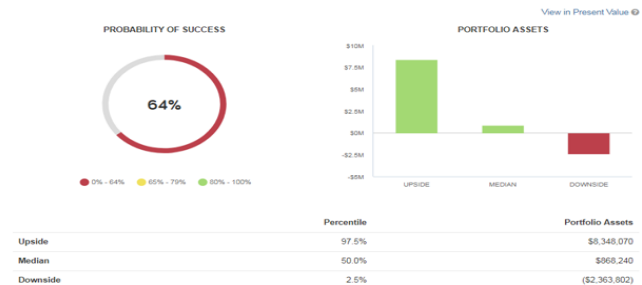 View in Present Value
PROBABILITY OF SUCCESS
64%
0% - 64% 65% - 79% 80% - 100%
PORTFOLIO ASSETS
$10M
$7.5M
$5M
$2.5M
$0M
-$2.5M
-$5M
UPSIDE MEDIAN DOWNSIDE
Percentile Portfolio Assets
Upside 97.5% $8,348,070
Median 50.0% $868,240
Downside 2.5% ($2,363,802)